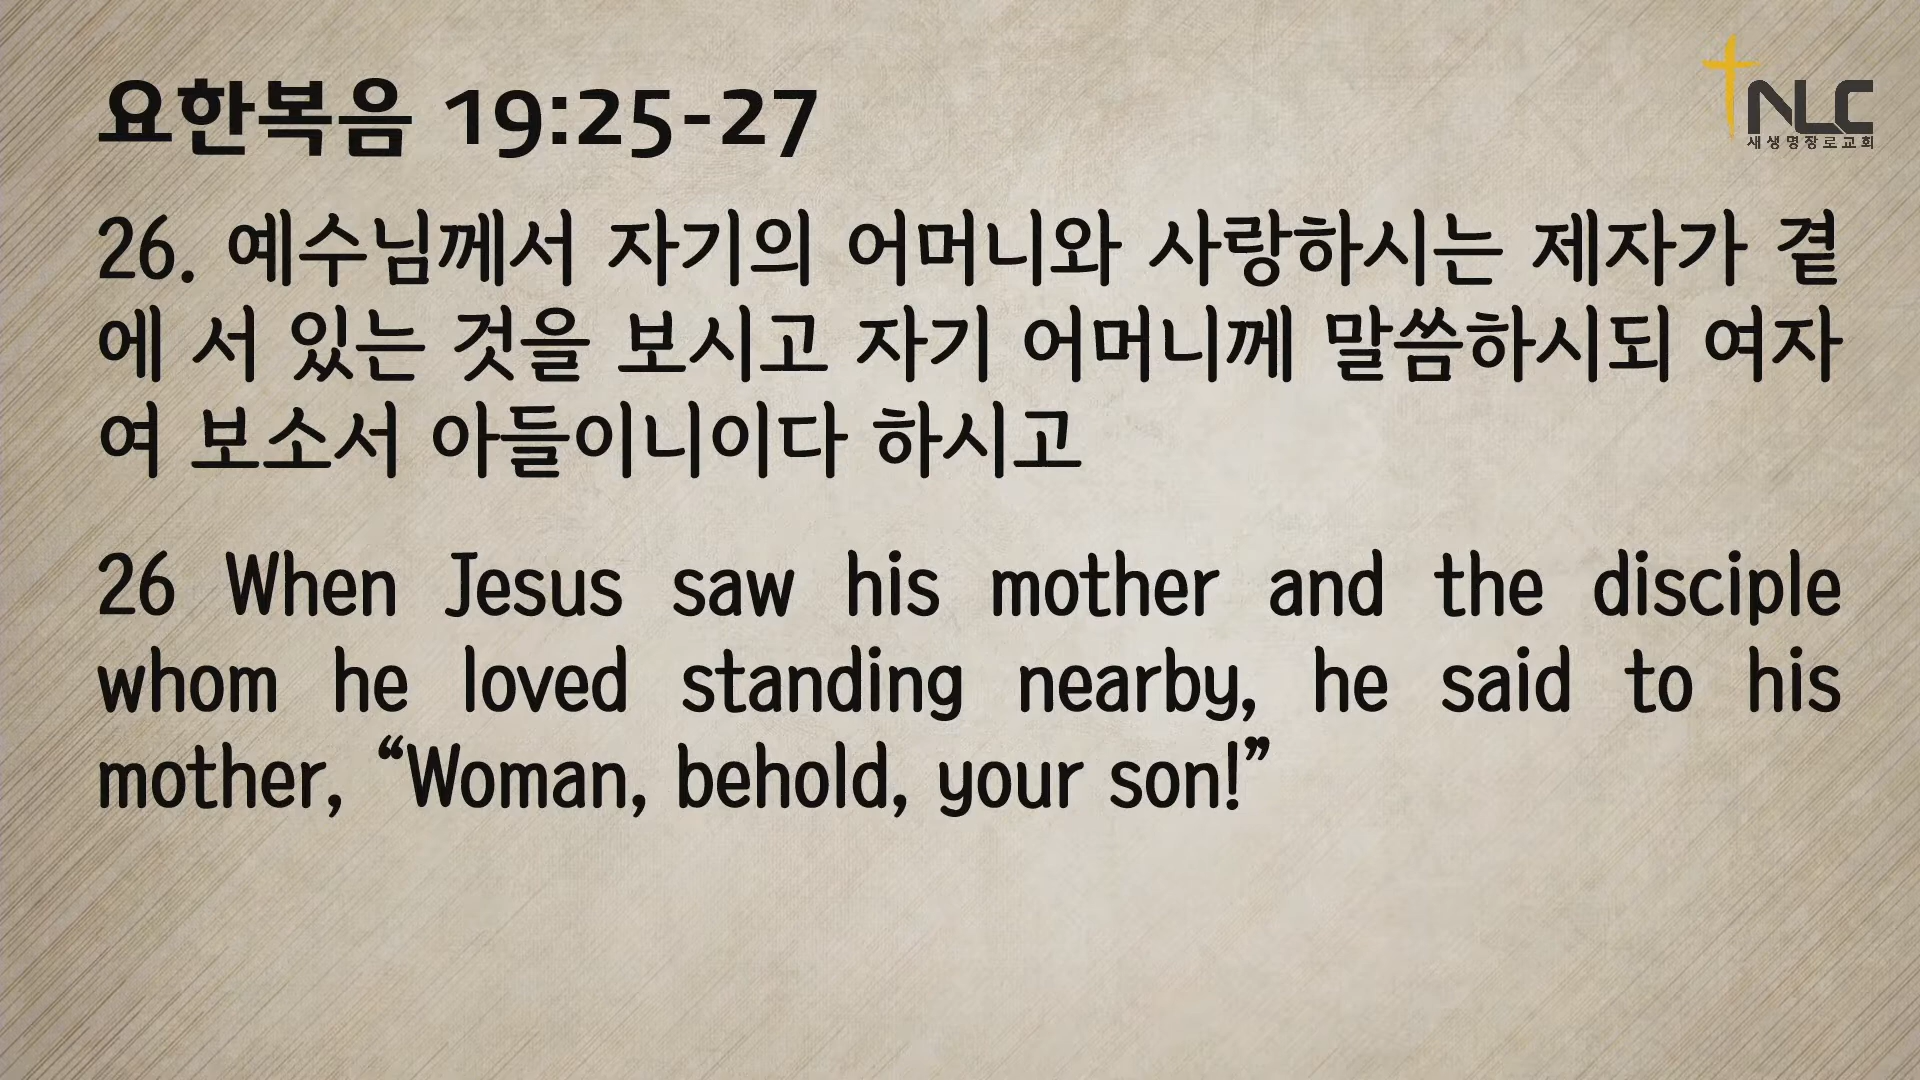 요한복음 19:25-27
NLC
새생명장로교회
26. 예수님께서 자기의 어머니와 사랑하시는 제자가 곁
에 서 있는 것을 보시고 자기 어머니께 말씀하시되 여자
여 보소서 아들이니이다 하시고
26 When Jesus saw his mother and the disciple
whom he loved standing nearby, he said to his
mother, “Woman, behold, your son!”